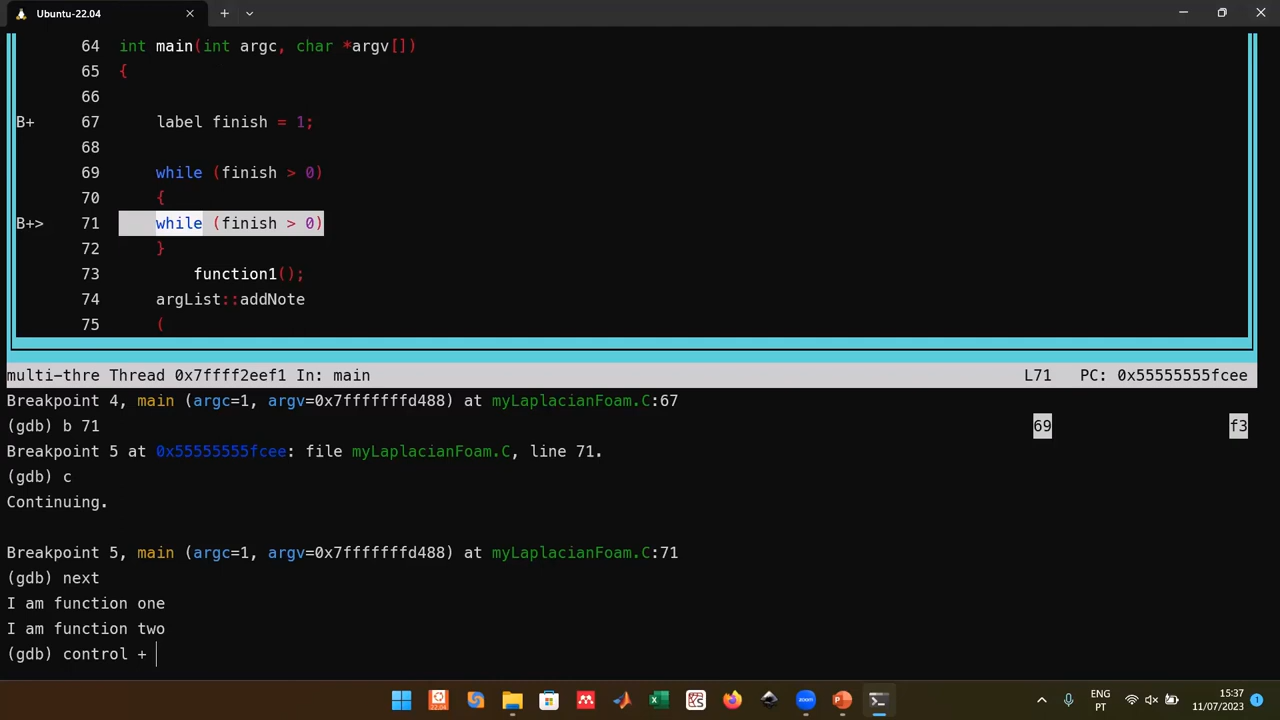 Ubuntu-22.04
64 int main(int argc, char *argv[])
65 {
66
B+ 67 label finish = 1;
68
69 while (finish > 0)
70 {
B+> 71 while (finish > 0)
72 }
73 function1();
74 argList::addNote
75 (
multi-thre Thread 0x7ffff2eef1 In: main L71 PC: 0x55555555fcee
Breakpoint 4, main (argc=1, argv=0x7fffffffd488) at myLaplacianFoam.C:67
(gdb) b 71 69 f3
Breakpoint 5 at 0x55555555fcee: file myLaplacianFoam.C, line 71.
(gdb) c
Continuing.
Breakpoint 5, main (argc=1, argv=0x7fffffffd488) at myLaplacianFoam.C:71
(gdb) next
I am function one
I am function two
(gdb) control +
22.04
zoom
ENG
PT
15:37
11/07/2023
1